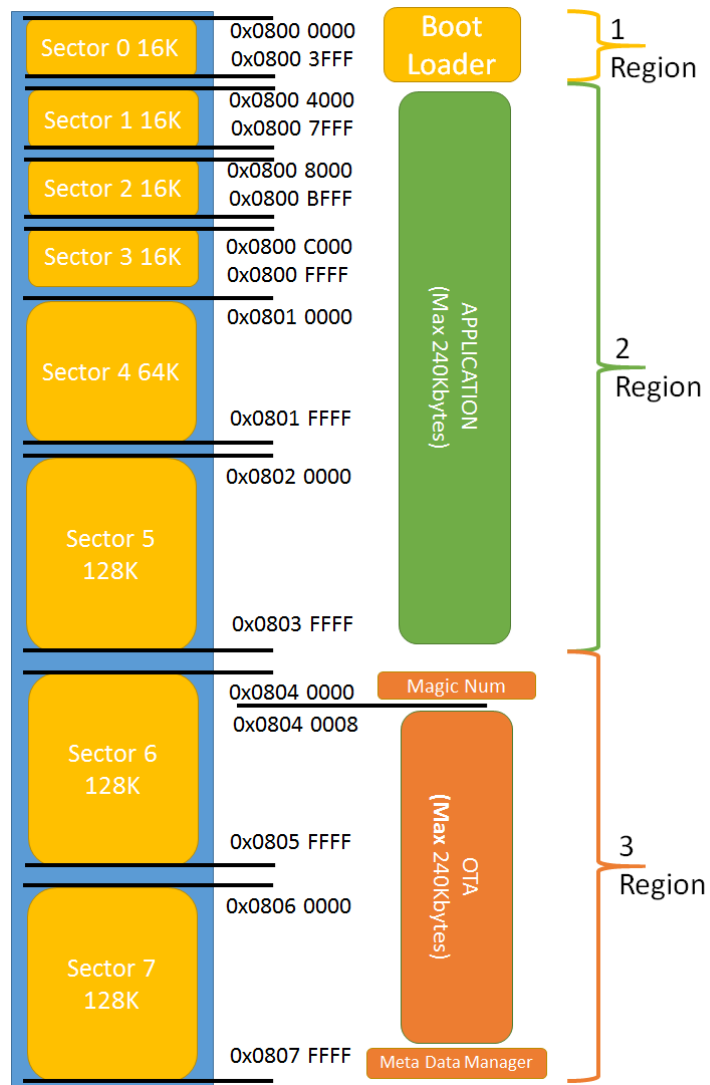 Sector 0 16K
0x0800 0000
0x0800 3FFF
Boot
Loader
1
Region
Sector 1 16K
0x0800 4000
0x0800 7FFF
Sector 2 16K
0x0800 8000
0x0800 BFFF
Sector 3 16K
0x0800 C000
0x0800 FFFF
Sector 4 64K
0x0801 0000
0x0801 FFFF
APPLICATION
(Max 240Kbytes)
2
Region
Sector 5
128K
0x0802 0000
0x0803 FFFF
Sector 6
128K
0x0804 0000
0x0804 0008
0x0805 FFFF
Magic Num
OTA
(Max 240Kbytes)
3
Region
Sector 7
128K
0x0806 0000
0x0807 FFFF
Meta Data Manager